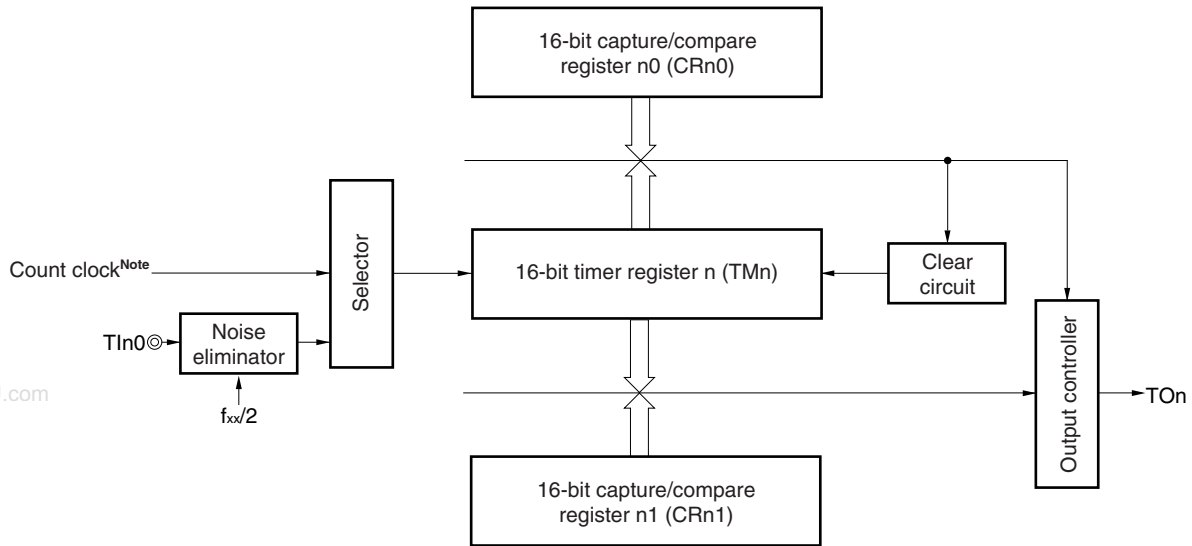 16-bit capture/compare
register n0 (CRn0)
Count clockNote
Selector
16-bit timer register n (TMn)
Clear
circuit
TIn0
Noise
eliminator
fxx/2
.com
Output controller
TOn
16-bit capture/compare
register n1 (CRn1)